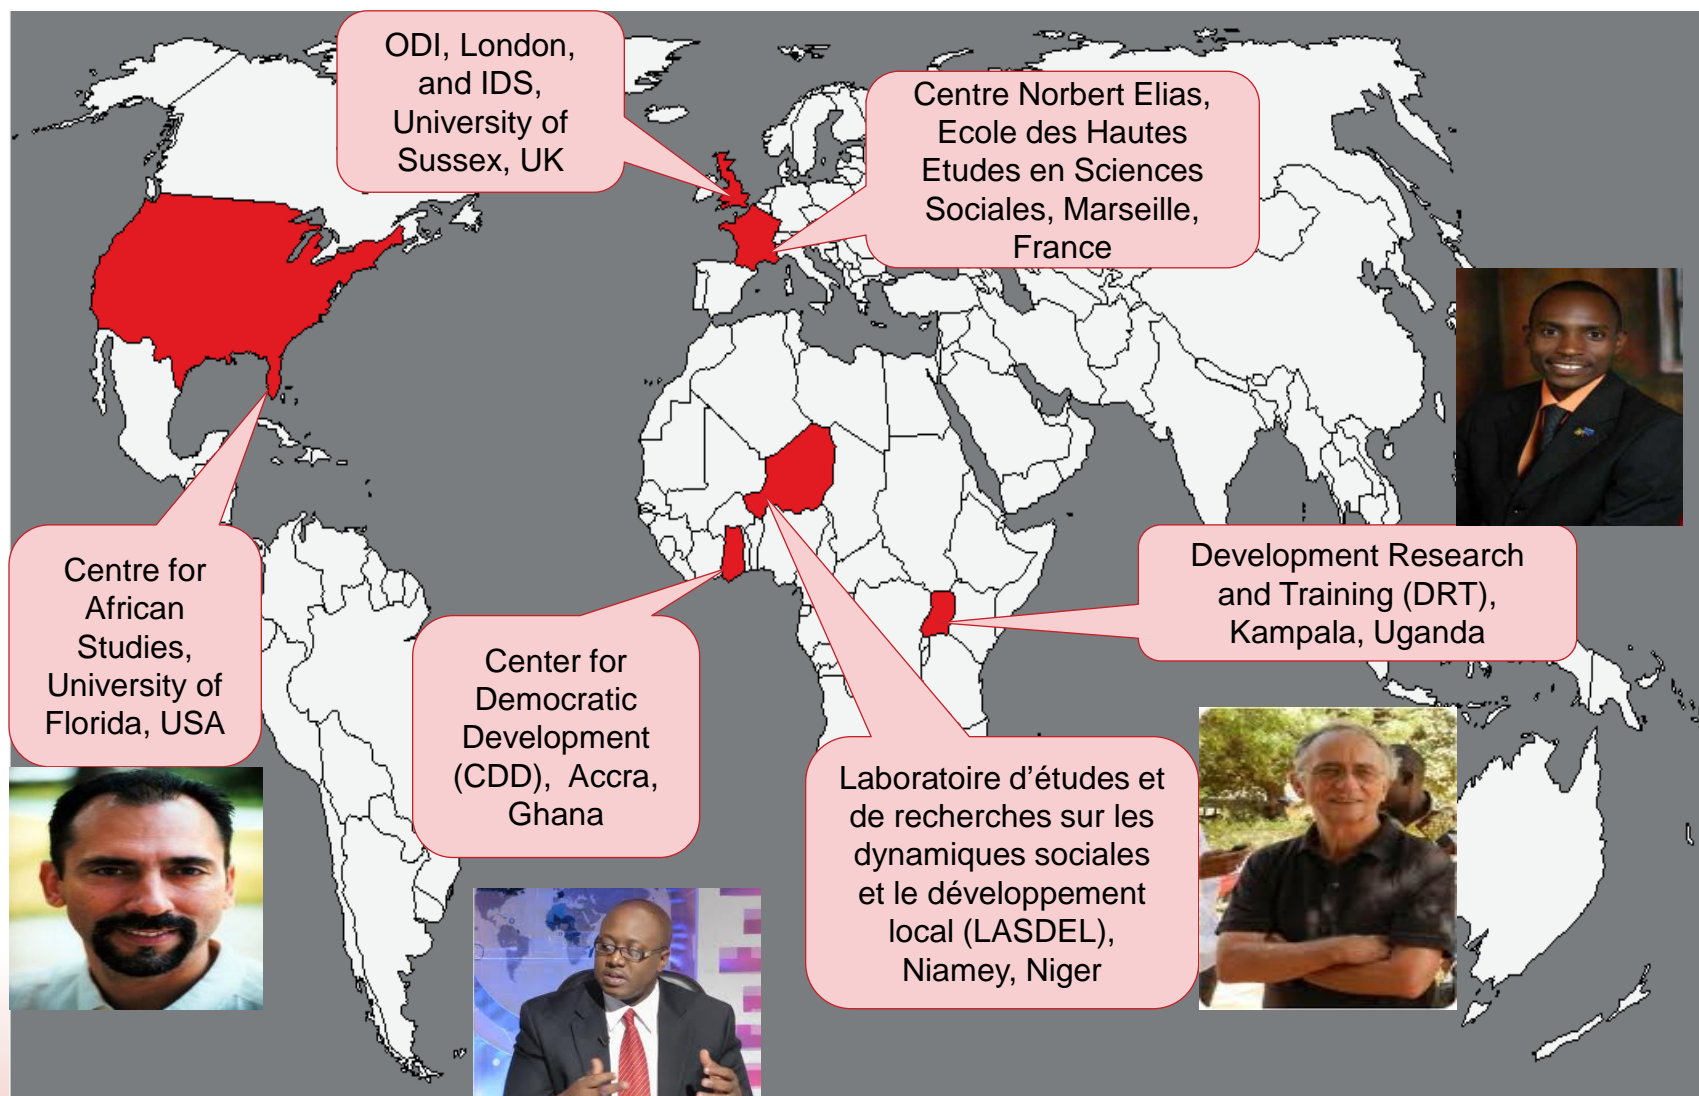 ODI, London,
and IDS,
University of
Sussex, UK
Centre Norbert Elias,
Ecole des Hautes
Etudes en Sciences
Sociales, Marseille,
France
Centre for
African
Studies,
University of
Florida, USA
Center for
Democratic
Development
(CDD),  Accra,
Ghana
Laboratoire d’études et
de recherches sur les
dynamiques sociales
et le développement
local (LASDEL),
Niamey, Niger
Development Research
and Training (DRT),
Kampala, Uganda